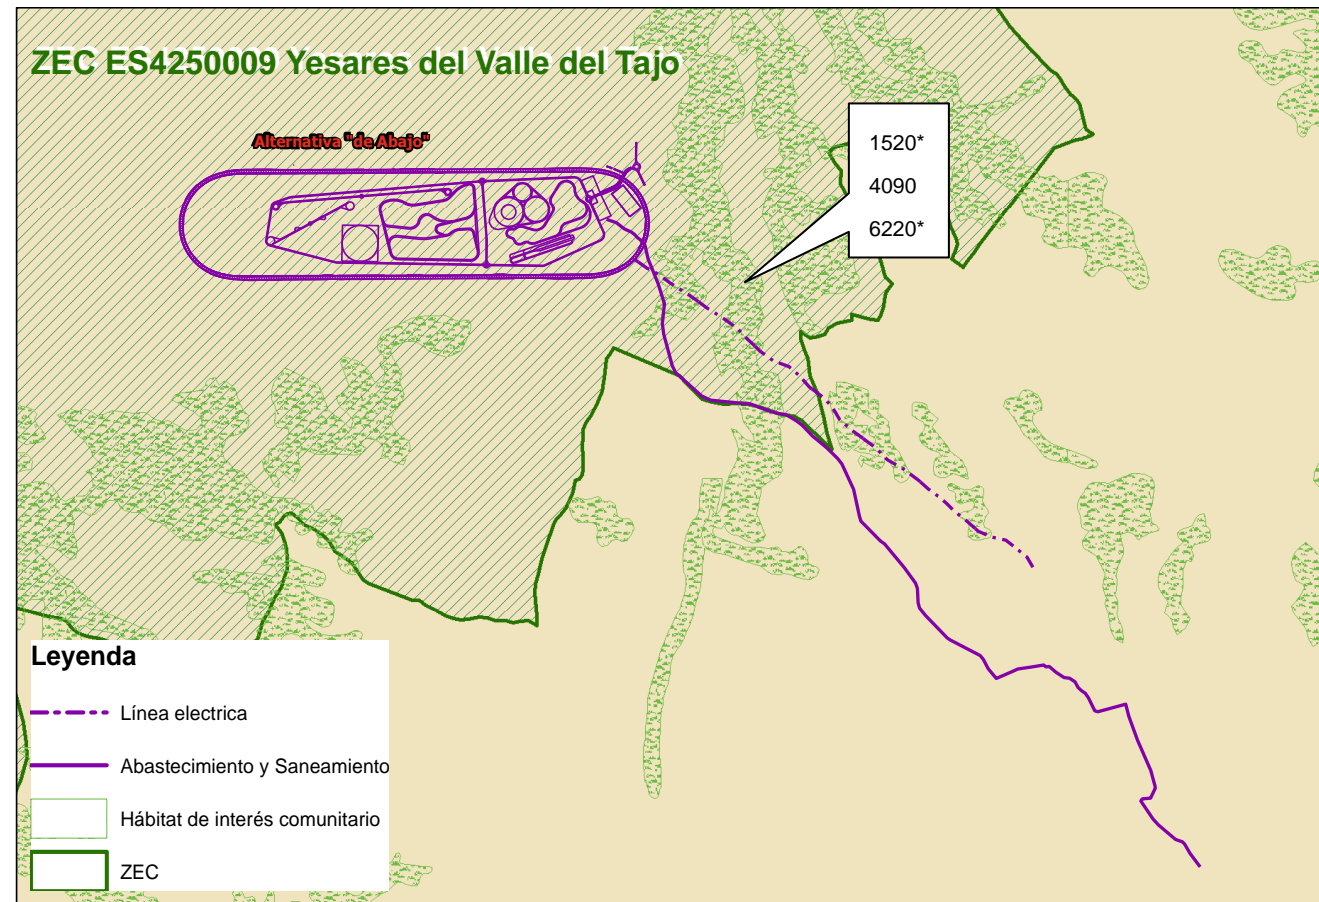 ZEC ES4250009 Yesares del Valle del Tajo
Alternativa "de Abajo"
1520*
4090
6220*
Leyenda
Línea electrica
Abastecimiento y Saneamiento
Hábitat de interés comunitario
ZEC